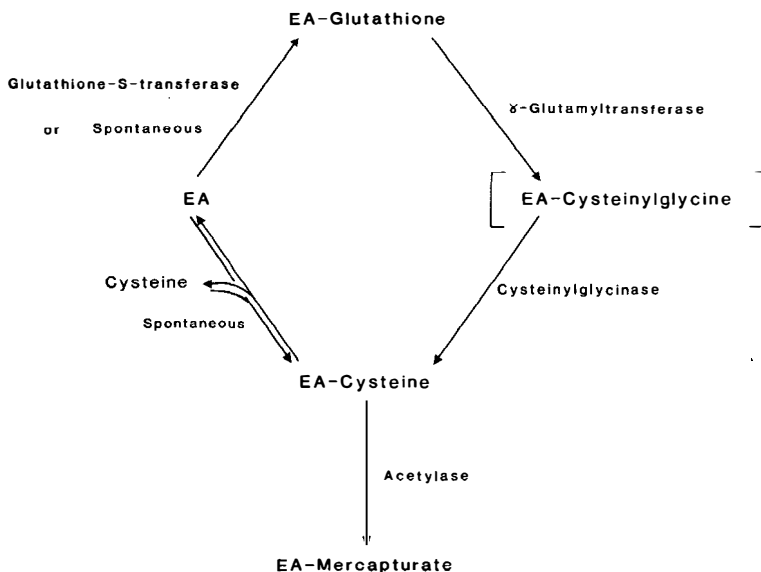 EA-Glutathione
Glutathione-S-transferase
or Spontaneous
γ-Glutamyltransferase
EA
EA-Cysteinylglycine
Cysteine
Spontaneous
Cysteinylglycinase
EA-Cysteine
Acetylase
EA-Mercapturate